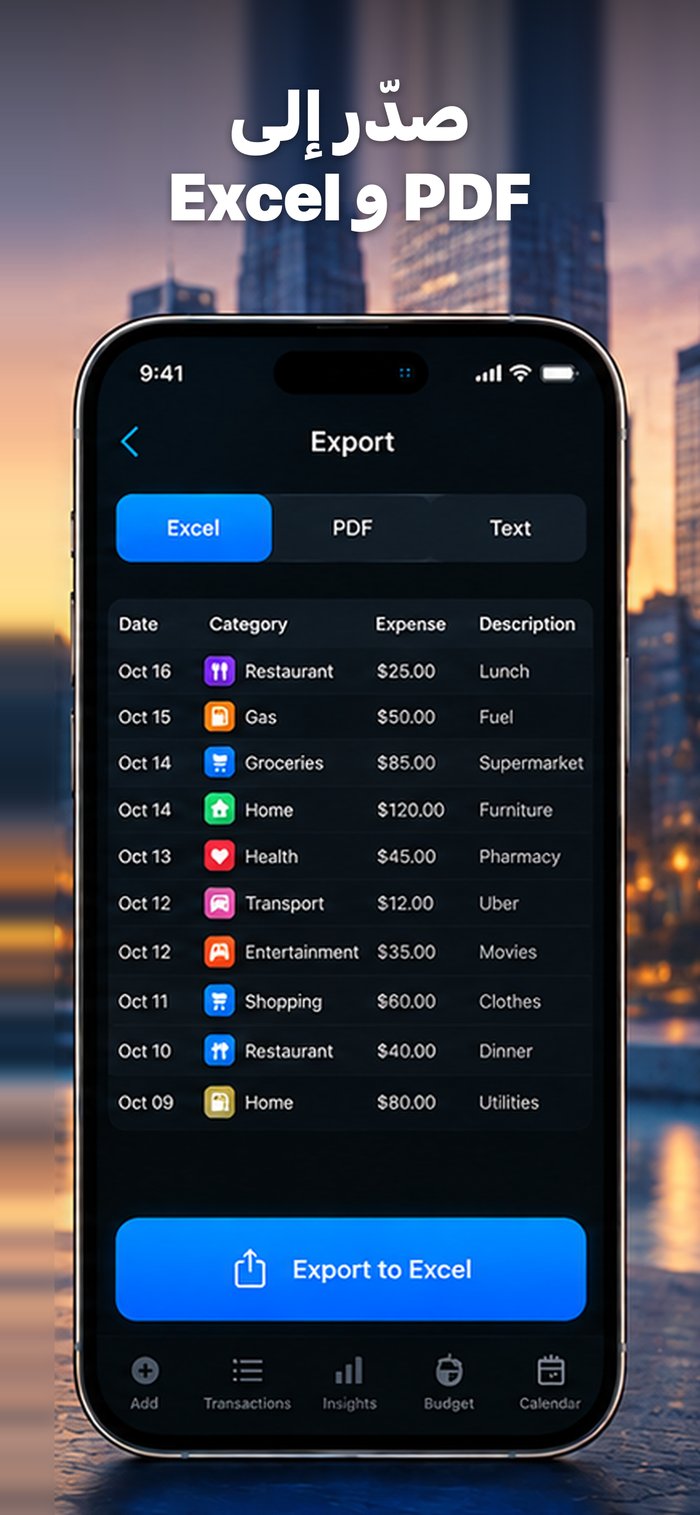 صدّر إلى
PDF و Excel
9:41
Export
Excel PDF Text
Date Category Expense Description
Oct 16 Restaurant $25.00 Lunch
Oct 15 Gas $50.00 Fuel
Oct 14 Groceries $85.00 Supermarket
Oct 14 Home $120.00 Furniture
Oct 13 Health $45.00 Pharmacy
Oct 12 Transport $12.00 Uber
Oct 12 Entertainment $35.00 Movies
Oct 11 Shopping $60.00 Clothes
Oct 10 Restaurant $40.00 Dinner
Oct 09 Home $80.00 Utilities
Export to Excel
Add Transactions Insights Budget Calendar